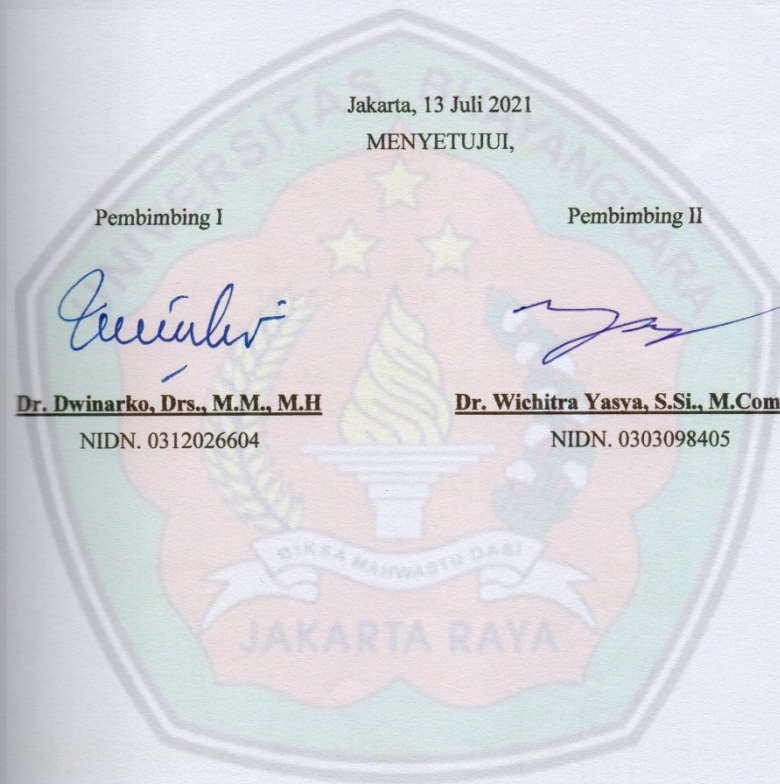 Jakarta, 13 Juli 2021
MENYETUJUI,
Pembimbing I
Pembimbing II
Dr. Dwinarko, Drs., M.M., M.H
NIDN. 0312026604
Dr. Wichitra Yasya, S.Si., M.Com
NIDN. 0303098405
UNIVERSITAS BHAYANGKARA
DIKSA MAHWASTU DASI
JAKARTA RAYA